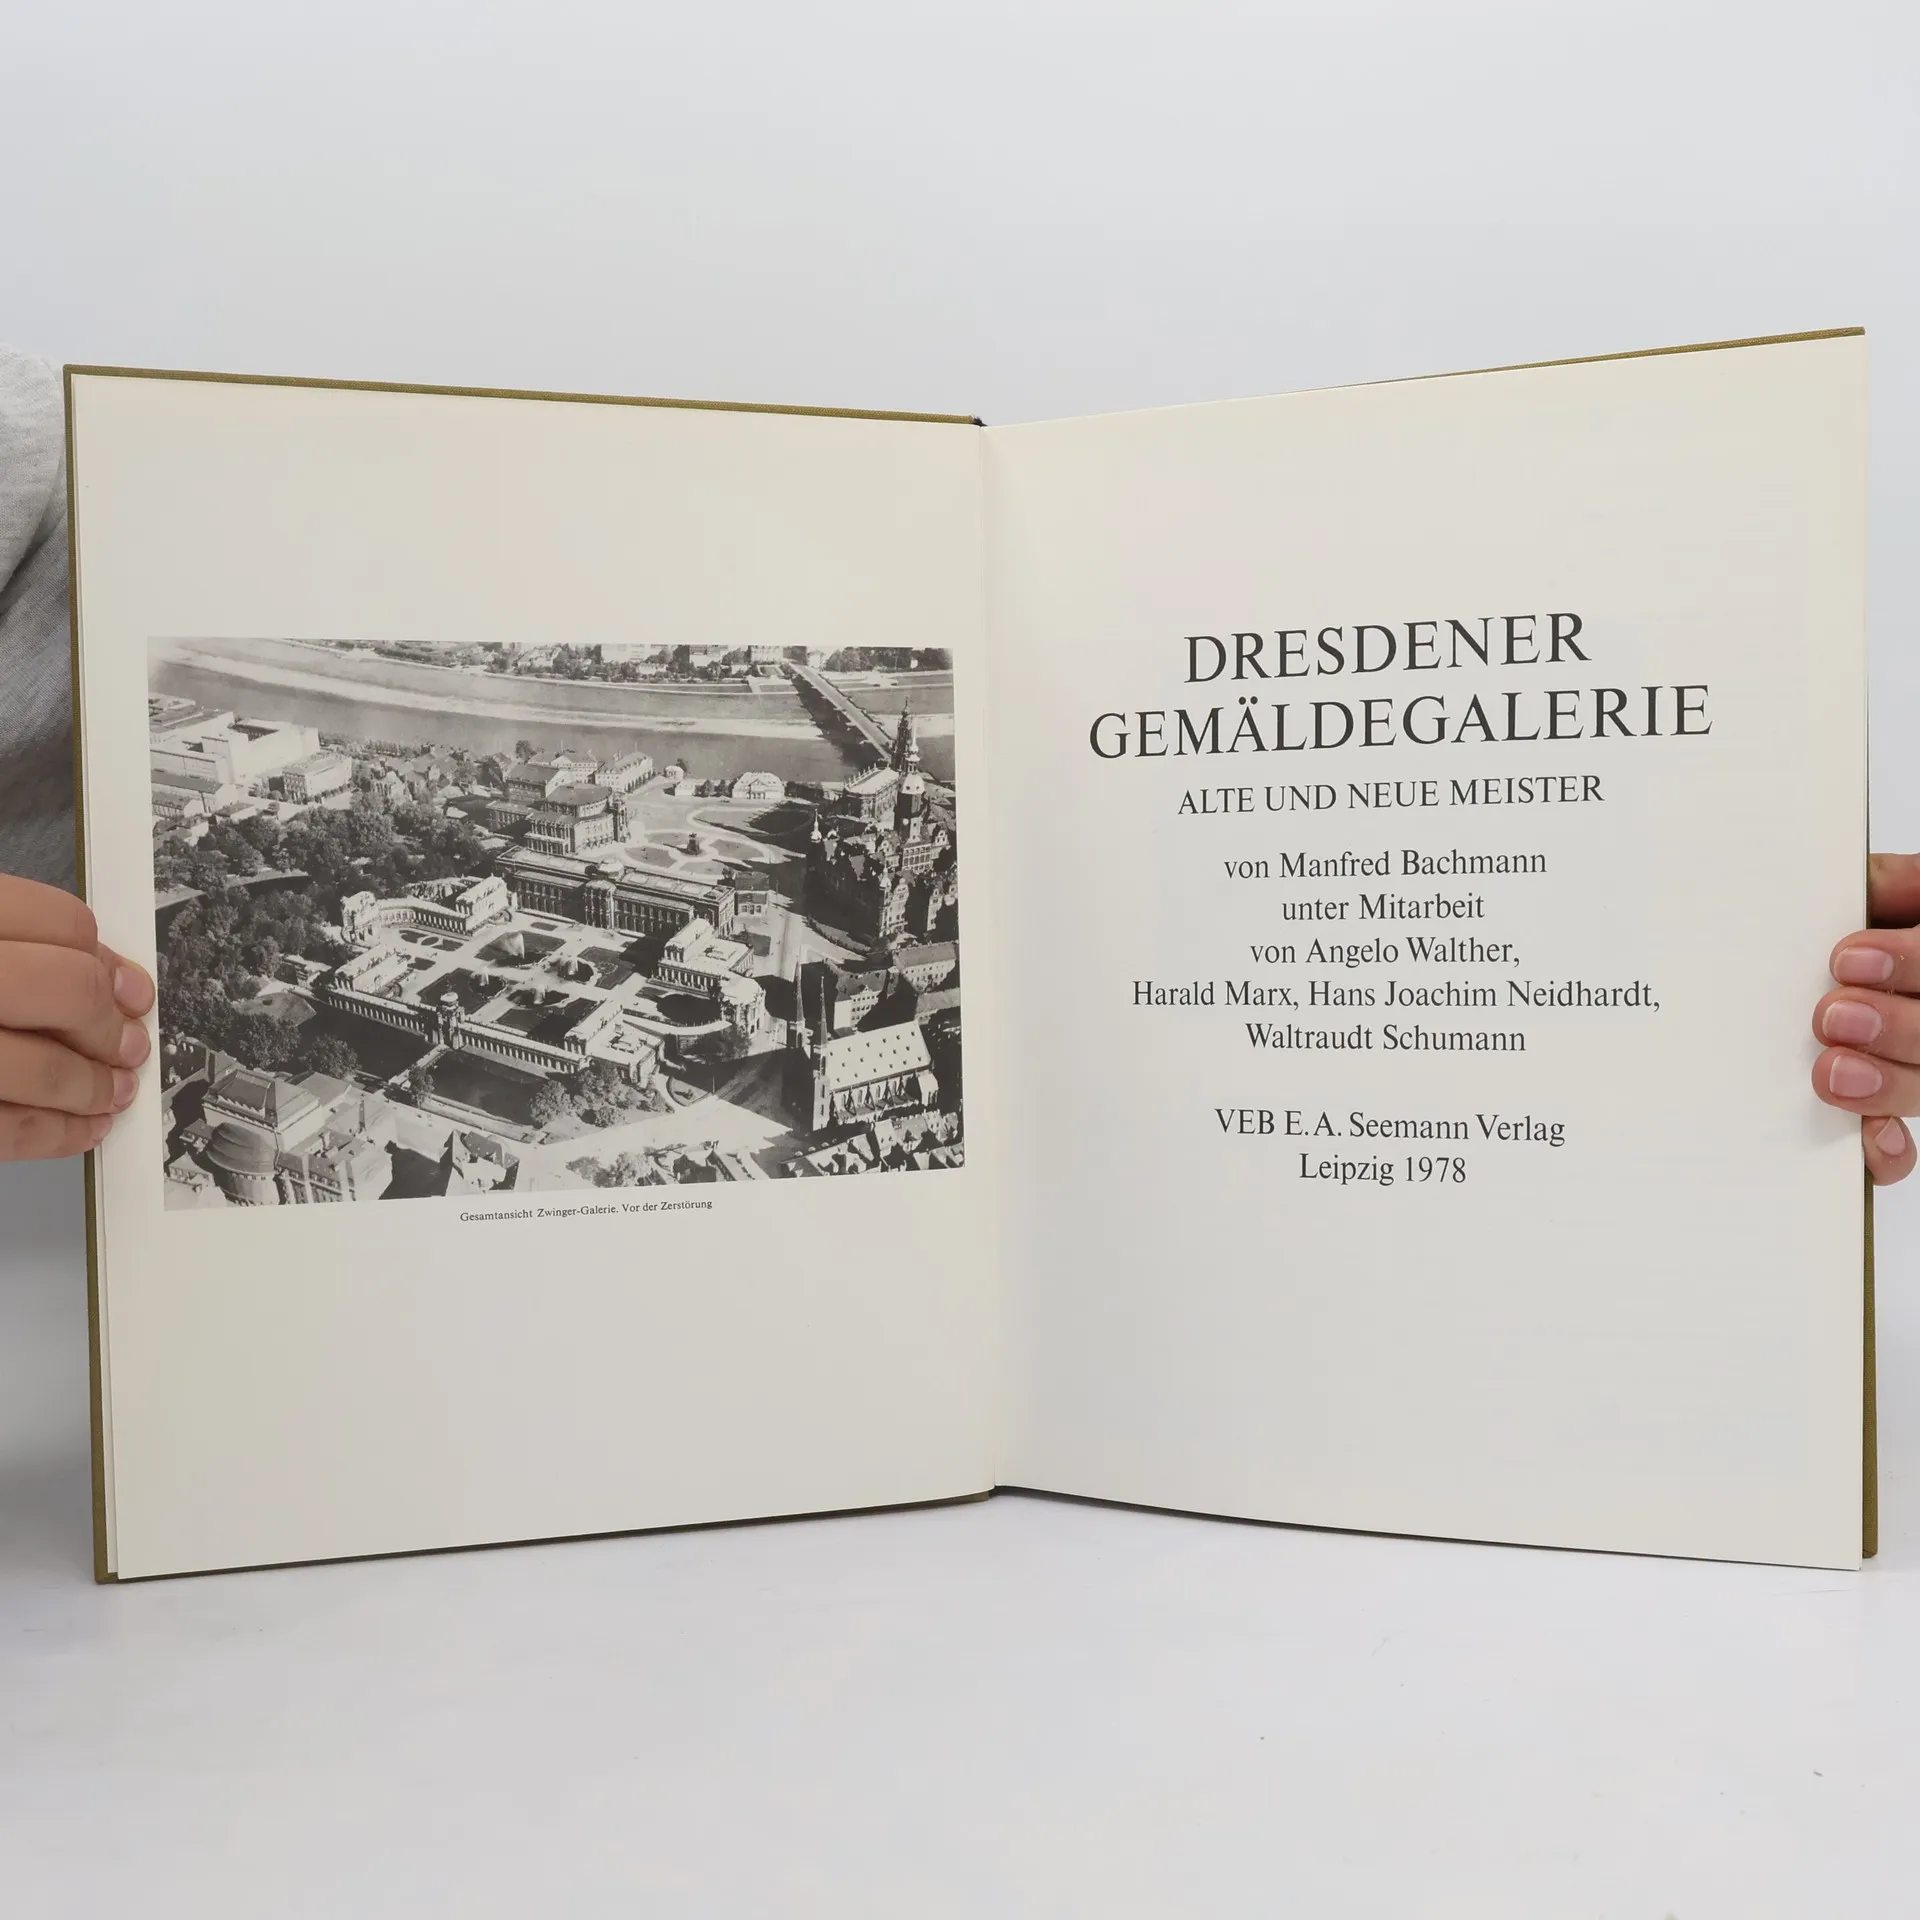 Gesamtansicht Zwinger-Galerie. Vor der Zerstörung
DRESDENER
GEMÄLDEGALERIE
ALTE UND NEUE MEISTER
von Manfred Bachmann
unter Mitarbeit
von Angelo Walther,
Harald Marx, Hans Joachim Neidhardt,
Waltraudt Schumann
VEB E. A. Seemann Verlag
Leipzig 1978